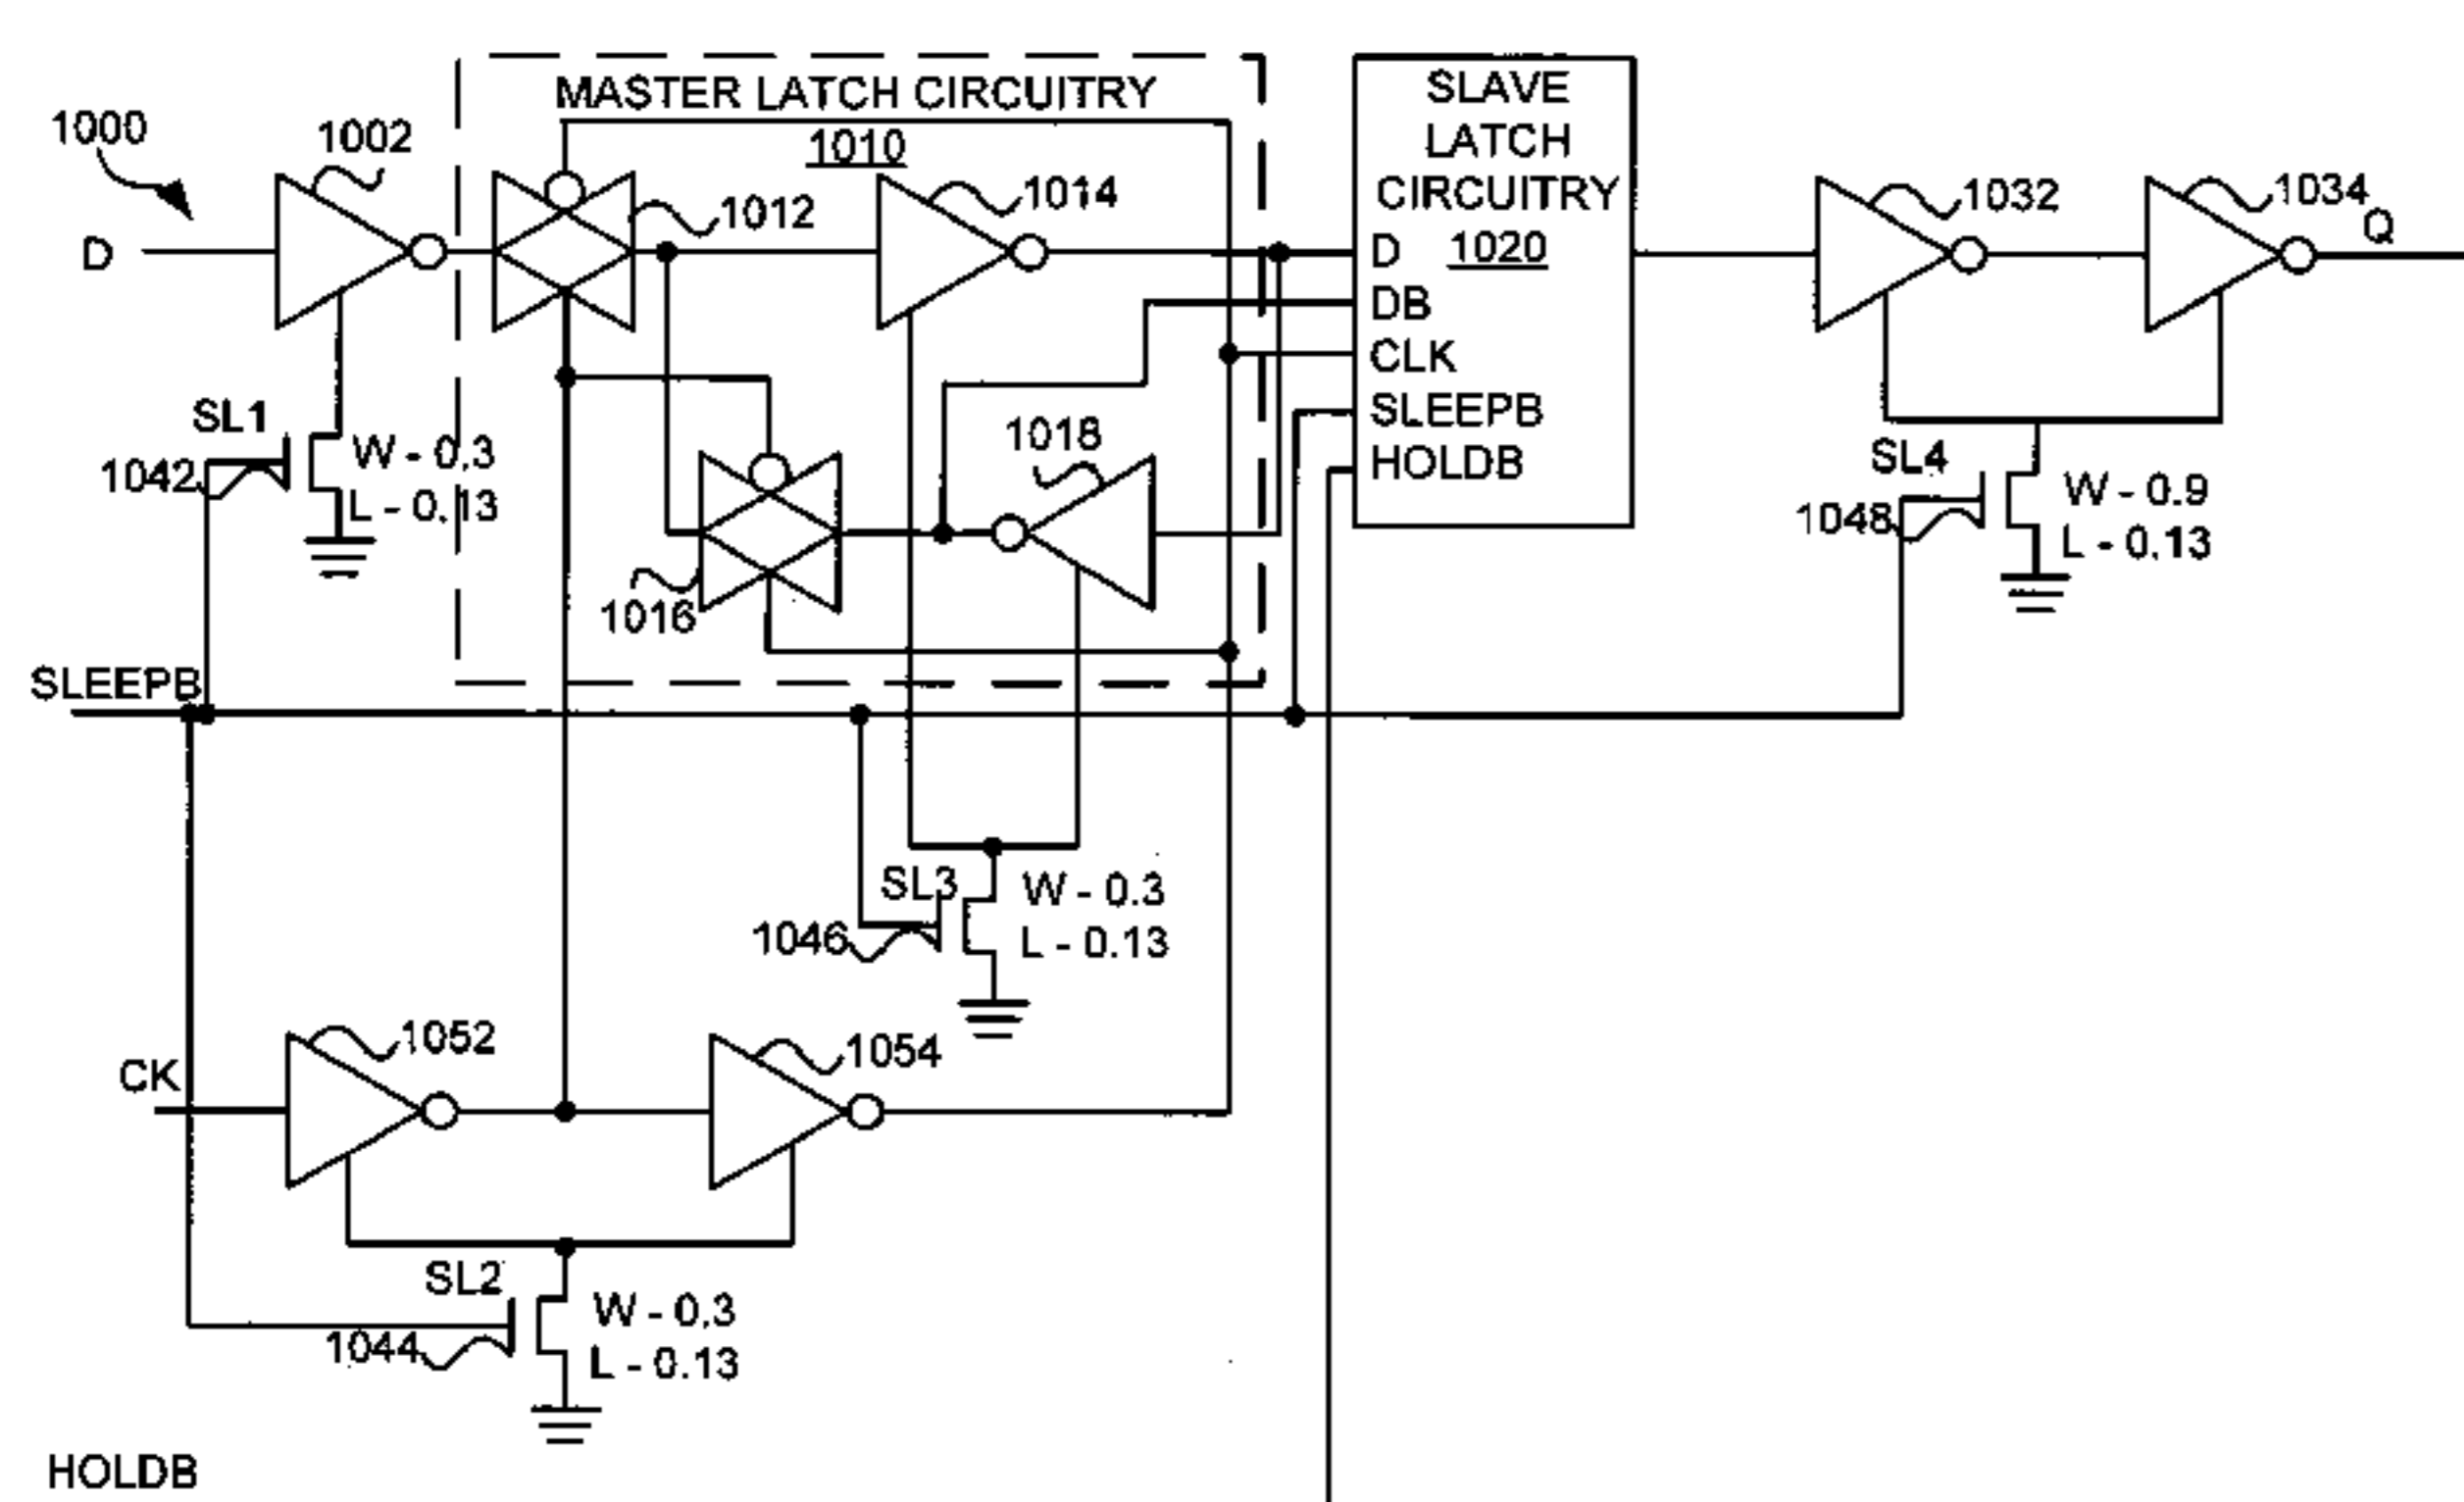 1000
1002
D
MASTER LATCH CIRCUITRY
1010
1012
1014
SLAVE
LATCH
CIRCUITRY
1020
D
DB
CLK
SLEEPB
HOLDB
1032
1034
Q
SL1
1042
W - 0.3
L - 0.13
1016
1018
SL4
1048
W - 0.9
L - 0.13
SLEEPB
SL3
1046
W - 0.3
L - 0.13
CK
1052
1054
SL2
1044
W - 0.3
L - 0.13
HOLDB